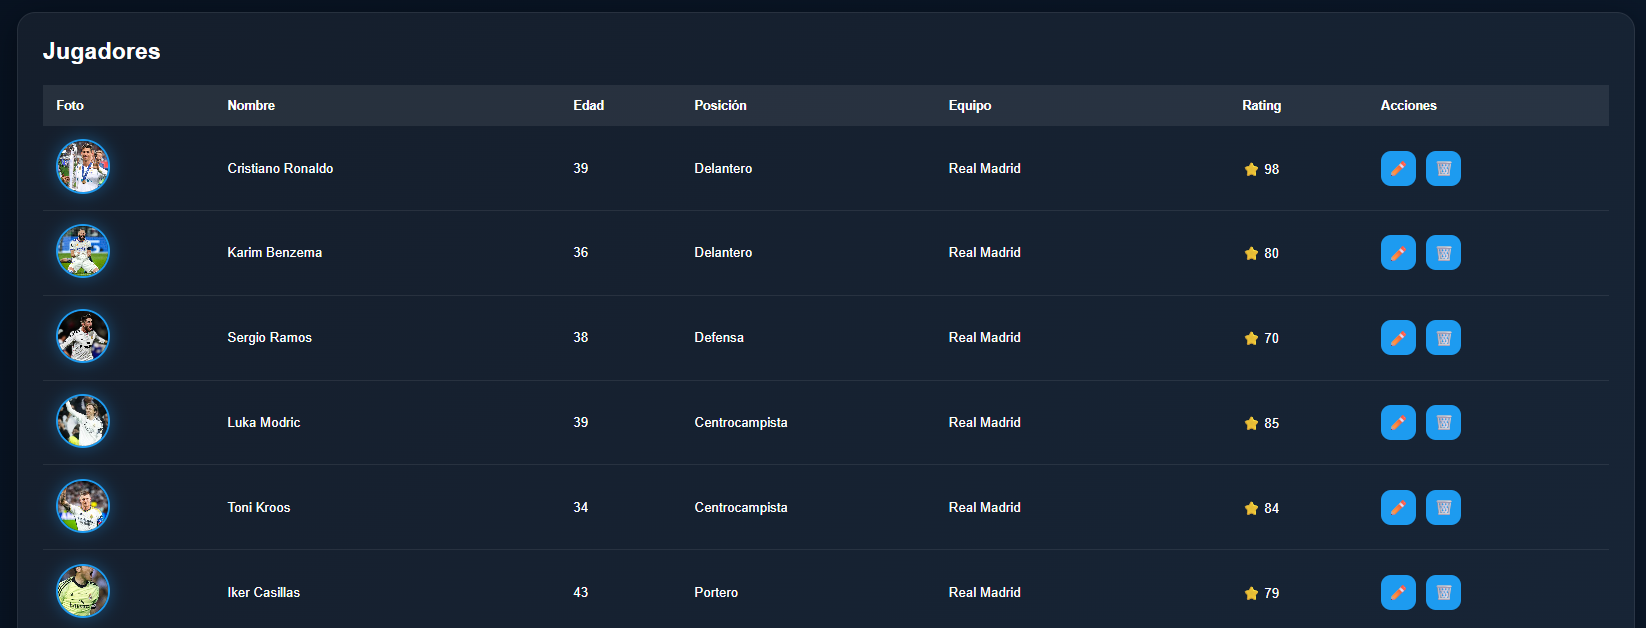 Jugadores
Foto Nombre Edad Posición Equipo Rating Acciones
Cristiano Ronaldo 39 Delantero Real Madrid 98
Karim Benzema 36 Delantero Real Madrid 80
Sergio Ramos 38 Defensa Real Madrid 70
Luka Modric 39 Centrocampista Real Madrid 85
Toni Kroos 34 Centrocampista Real Madrid 84
Iker Casillas 43 Portero Real Madrid 79